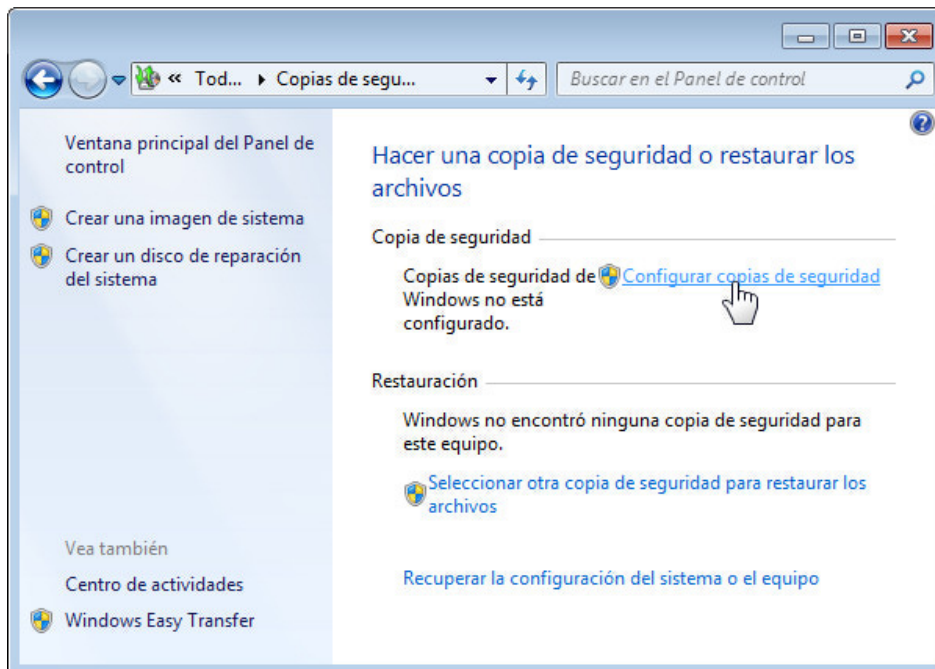 « Tod... Copias de segu...
Buscar en el Panel de control
Ventana principal del Panel de
control
Crear una imagen de sistema
Crear un disco de reparación
del sistema
Vea también
Centro de actividades
Windows Easy Transfer
Hacer una copia de seguridad o restaurar los
archivos
Copia de seguridad
Copias de seguridad de
Windows no está
configurado.
Configurar copias de seguridad
Restauración
Windows no encontró ninguna copia de seguridad para
este equipo.
Seleccionar otra copia de seguridad para restaurar los
archivos
Recuperar la configuración del sistema o el equipo